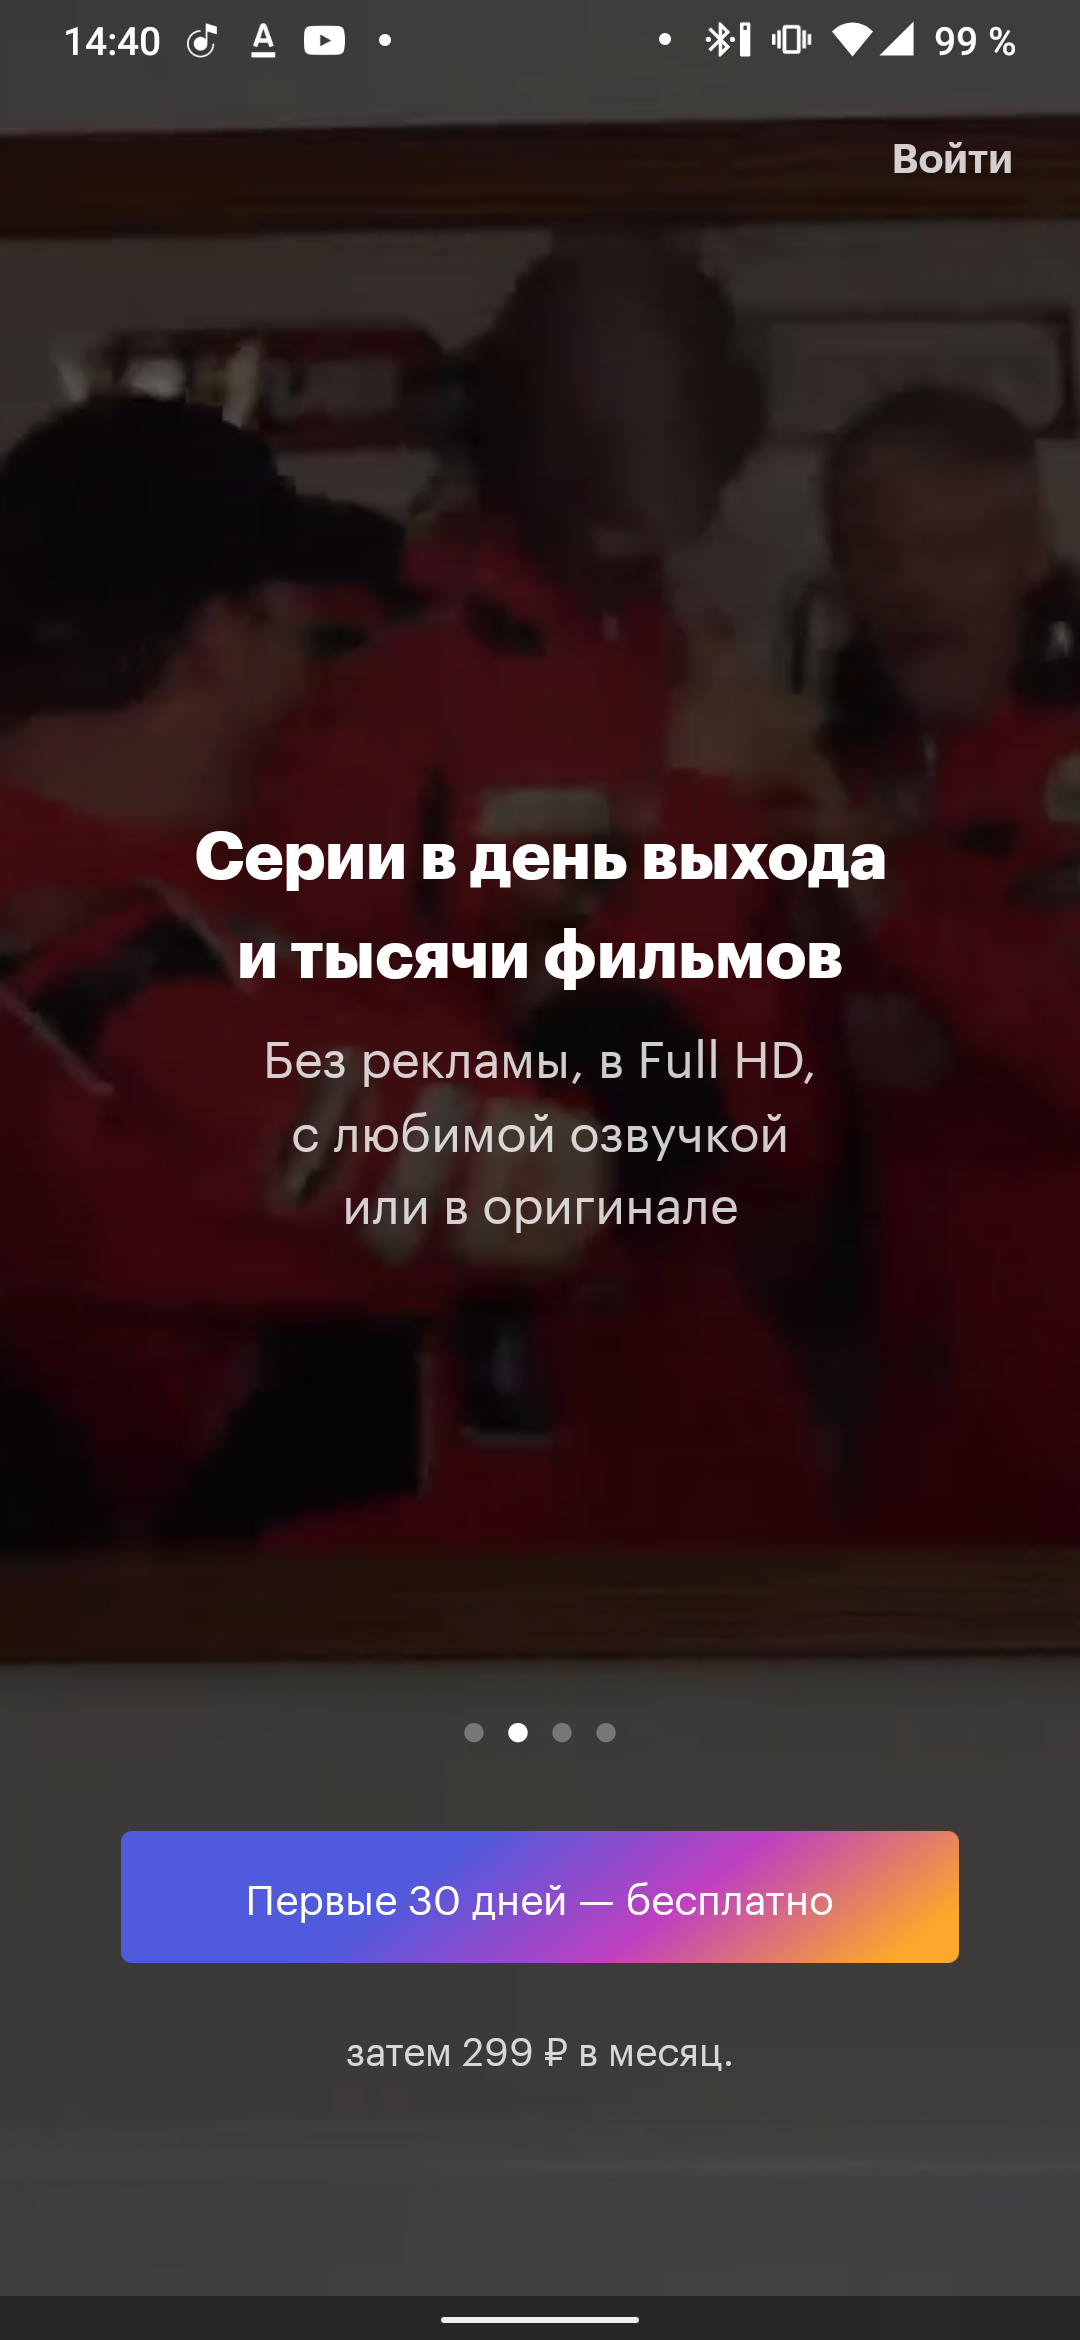 14:40
99 %
Войти
Серии в день выхода
и тысячи фильмов
Без рекламы, в Full HD,
с любимой озвучкой
или в оригинале
Первые 30 дней — бесплатно
затем 299 ₽ в месяц.